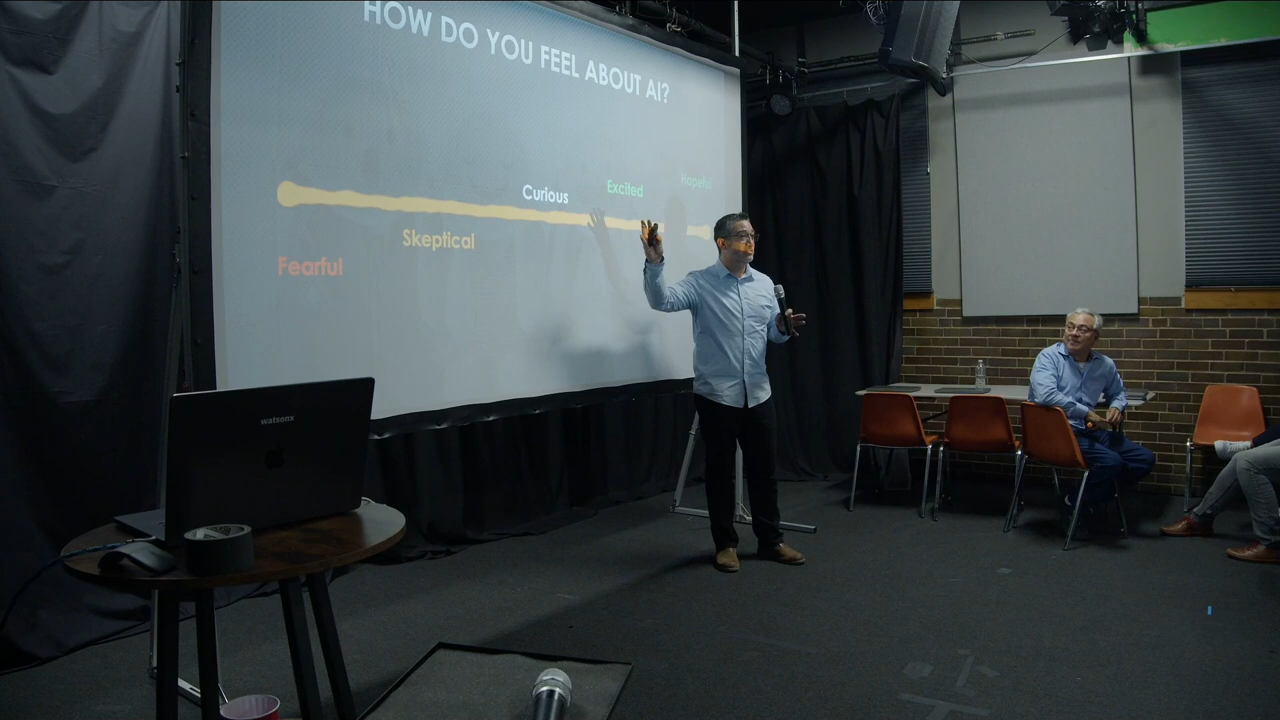 HOW DO YOU FEEL ABOUT AI?
Curious
Excited
Hopeful
Skeptical
Fearful
watsonx